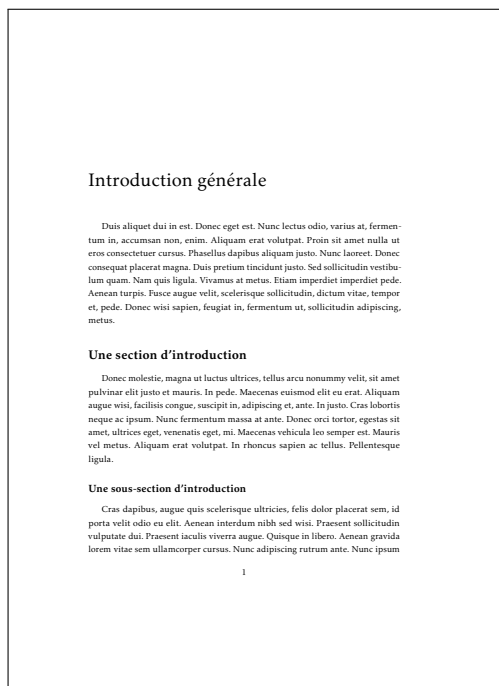 Introduction générale
Duis aliquet dui in est. Donec eget est. Nunc lectus odio, varius at, fermen-
tum in, accumsan non, enim. Aliquam erat volutpat. Proin sit amet nulla ut
eros consectetuer cursus. Phasellus dapibus aliquam justo. Nunc laoreet. Donec
consequat placerat magna. Duis pretium tincidunt justo. Sed sollicitudin vestibu-
lum quam. Nam quis ligula. Vivamus at metus. Etiam imperdiet imperdiet pede.
Aenean turpis. Fusce augue velit, scelerisque sollicitudin, dictum vitae, tempor
et, pede. Donec wisi sapien, feugiat in, fermentum ut, sollicitudin adipiscing,
metus.
Une section d'introduction
Donec molestie, magna ut luctus ultrices, tellus arcu nonummy velit, sit amet
pulvinar elit justo et mauris. In pede. Maecenas euismod elit eu erat. Aliquam
augue wisi, facilisis congue, suscipit in, adipiscing et, ante. In justo. Cras lobortis
neque ac ipsum. Nunc fermentum massa at ante. Donec orci tortor, egestas sit
amet, ultrices eget, venenatis eget, mi. Maecenas vehicula leo semper est. Mauris
vel metus. Aliquam erat volutpat. In rhoncus sapien ac tellus. Pellentesque
ligula.
Une sous-section d'introduction
Cras dapibus, augue quis scelerisque ultricies, felis dolor placerat sem, id
porta velit odio eu elit. Aenean interdum nibh sed wisi. Praesent sollicitudin
vulputate dui. Praesent iaculis viverra augue. Quisque in libero. Aenean gravida
lorem vitae sem ullamcorper cursus. Nunc adipiscing rutrum ante. Nunc ipsum
1